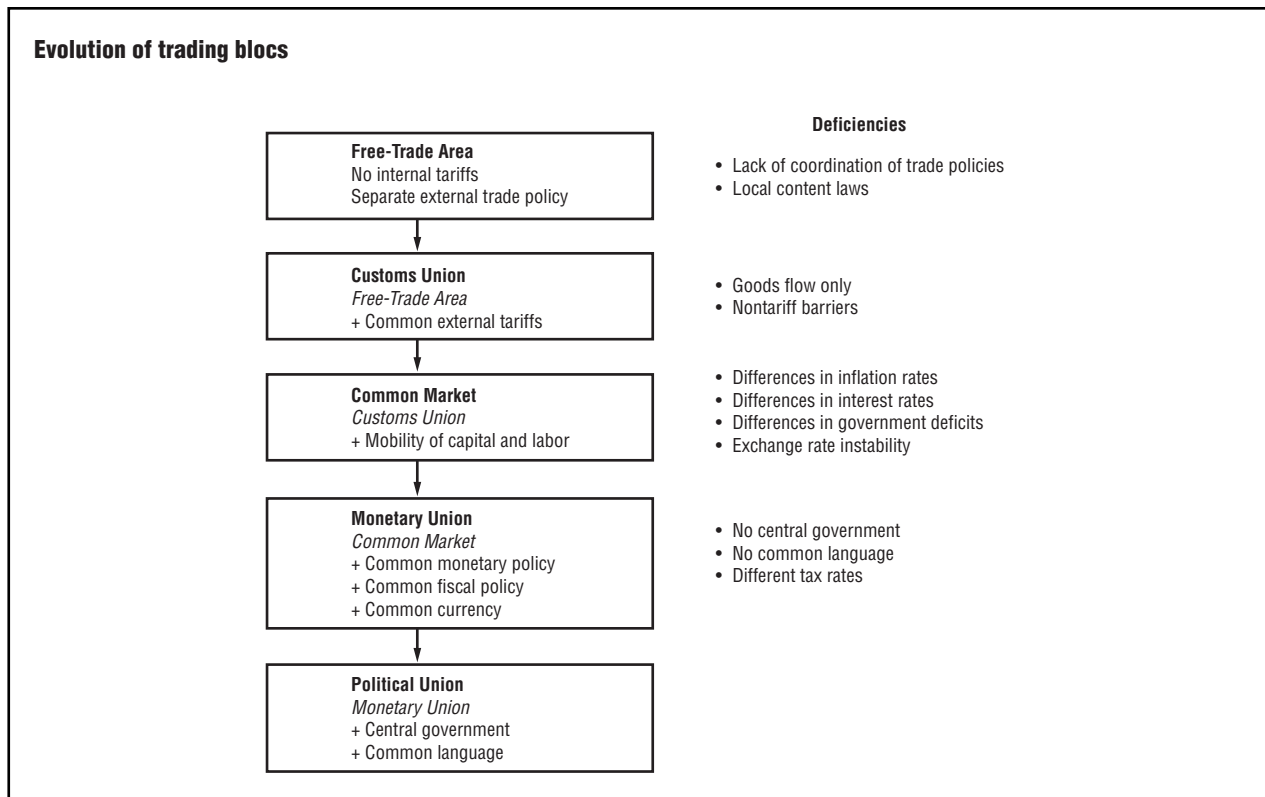 Evolution of trading blocs
Deficiencies
Free-Trade Area
No internal tariffs
Separate external trade policy
• Lack of coordination of trade policies
• Local content laws
Customs Union
Free-Trade Area
+ Common external tariffs
• Goods flow only
• Nontariff barriers
Common Market
Customs Union
+ Mobility of capital and labor
• Differences in inflation rates
• Differences in interest rates
• Differences in government deficits
• Exchange rate instability
Monetary Union
Common Market
+ Common monetary policy
+ Common fiscal policy
+ Common currency
• No central government
• No common language
• Different tax rates
Political Union
Monetary Union
+ Central government
+ Common language